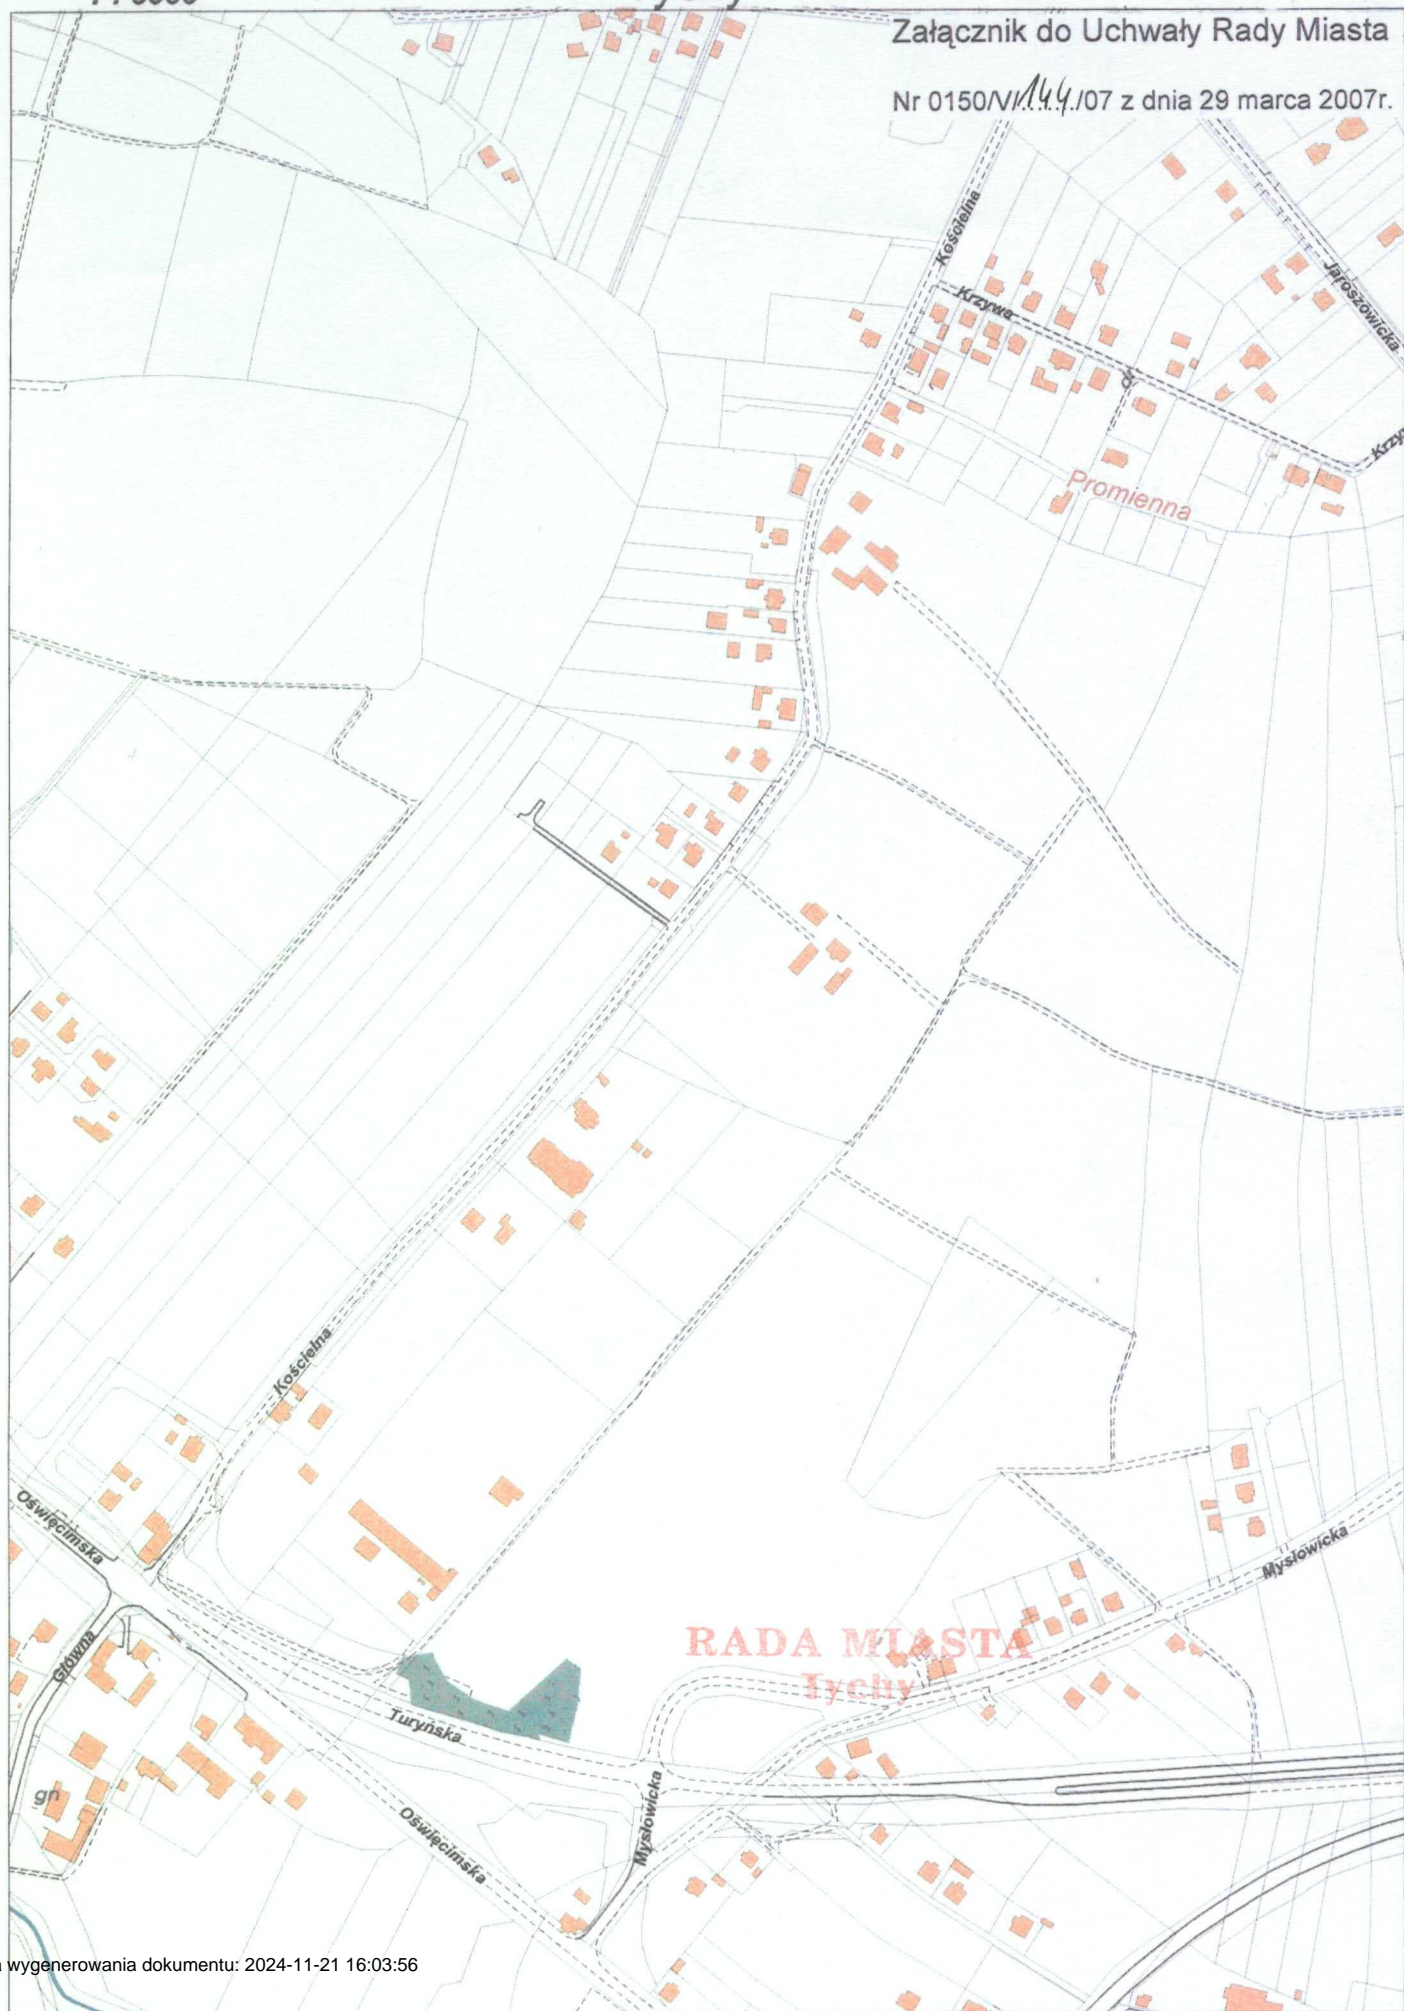 Załącznik do Uchwały Rady Miasta
Nr 0150/V/144/07 z dnia 29 marca 2007r.
Kościelna
Krzywa
Jaroszowicka
Promienna
Kościelna
Oświęcimska
Mysłowicka
Główna
RADA MIASTA
Tychy
Turyńska
gn
Mysłowicka
Oświęcimska
wygenerowania dokumentu: 2024-11-21 16:03:56